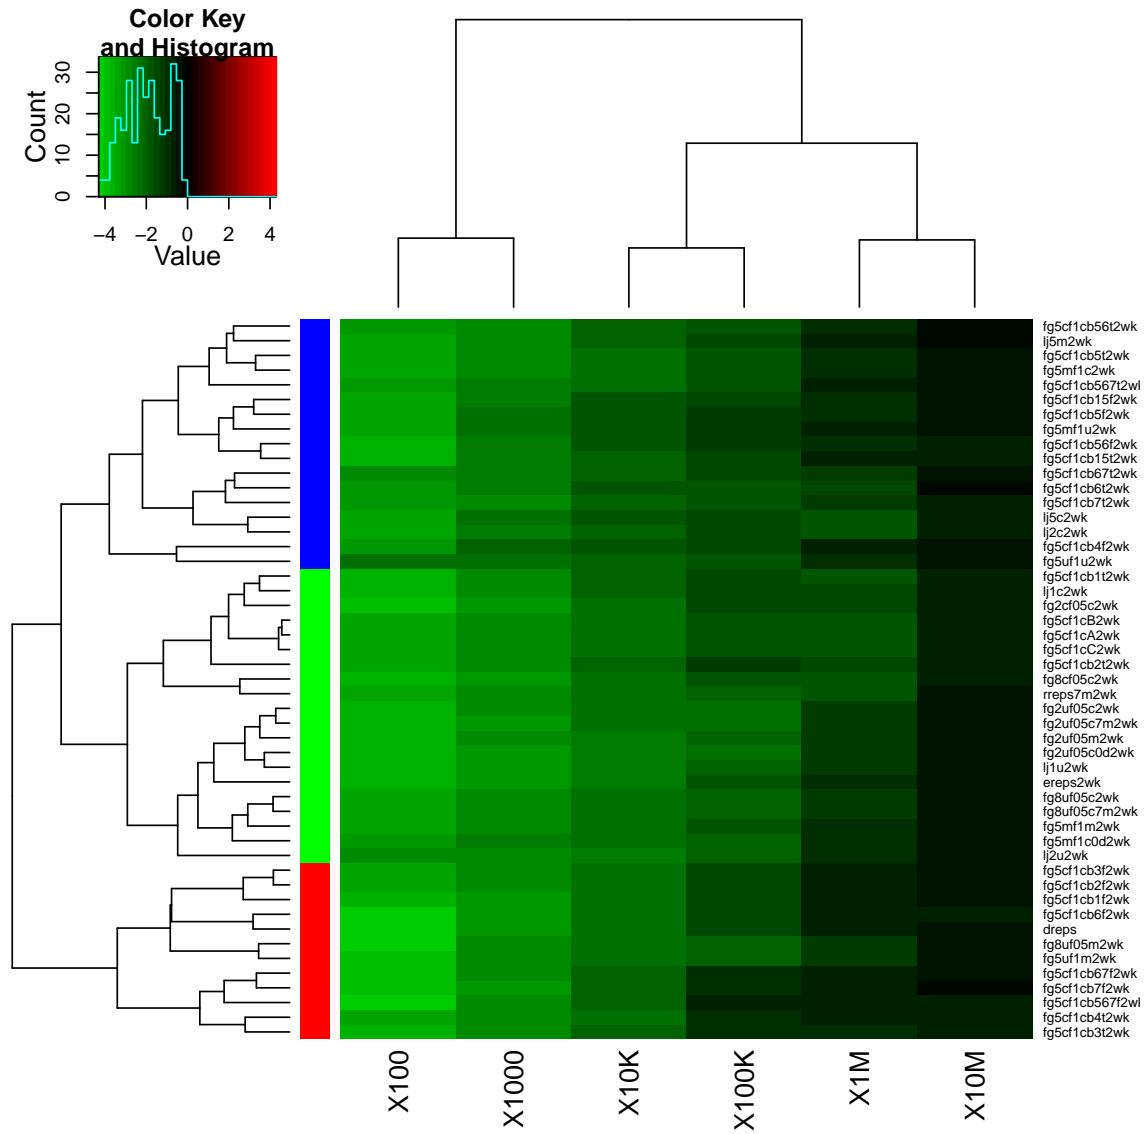 Color Key
and Histogram
Count
0 10 20 30
−4 −2 0 2 4
Value
fg5cf1cb56t2wk
lj5m2wk
fg5cf1cb5t2wk
fg5mf1c2wk
fg5cf1cb567t2wk
fg5cf1cb15f2wk
fg5cf1cb5f2wk
fg5mf1u2wk
fg5cf1cb56f2wk
fg5cf1cb15t2wk
fg5cf1cb67t2wk
fg5cf1cb6t2wk
fg5cf1cb7t2wk
lj5c2wk
lj2c2wk
fg5cf1cb4f2wk
fg5uf1u2wk
fg5cf1cb1t2wk
lj1c2wk
fg2cf05c2wk
fg5cf1cB2wk
fg5cf1cA2wk
fg5cf1cC2wk
fg5cf1cb2t2wk
fg8cf05c2wk
rreps7m2wk
fg2uf05c2wk
fg2uf05c7m2wk
fg2uf05m2wk
fg2uf05c0d2wk
lj1u2wk
ereps2wk
fg8uf05c2wk
fg8uf05c7m2wk
fg5mf1m2wk
fg5mf1c0d2wk
lj2u2wk
fg5cf1cb3f2wk
fg5cf1cb2f2wk
fg5cf1cb1f2wk
fg5cf1cb6f2wk
dreps
fg8uf05m2wk
fg5uf1m2wk
fg5cf1cb67f2wk
fg5cf1cb7f2wk
fg5cf1cb567f2wk
fg5cf1cb4t2wk
fg5cf1cb3t2wk
X100 X1000 X10K X100K X1M X10M